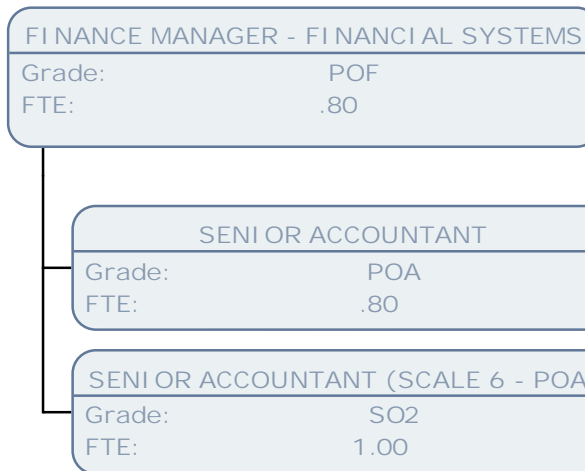 FINANCE MANAGER - FINANCIAL SYSTEMS
Grade: POF
FTE: .80
SENIOR ACCOUNTANT
Grade: POA
FTE: .80
SENIOR ACCOUNTANT (SCALE 6 - POA
Grade: SO2
FTE: 1.00